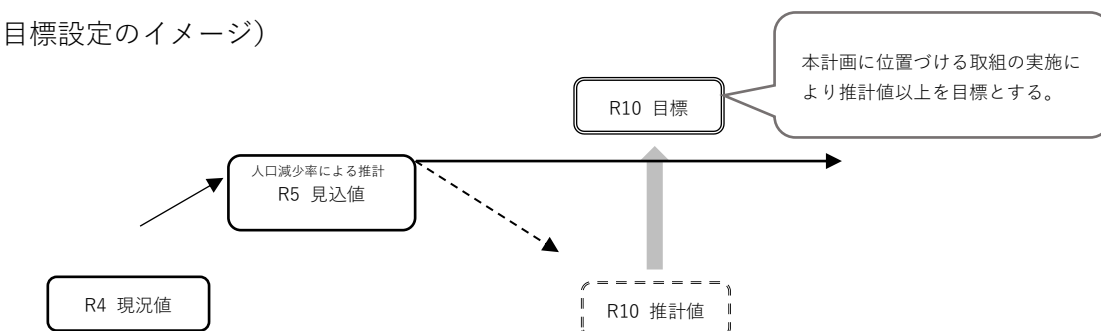 目標設定のイメージ）
本計画に位置づける取組の実施に
より推計値以上を目標とする。
R10 目標
人口減少率による推計
R5 見込値
R4 現況値
R10 推計値